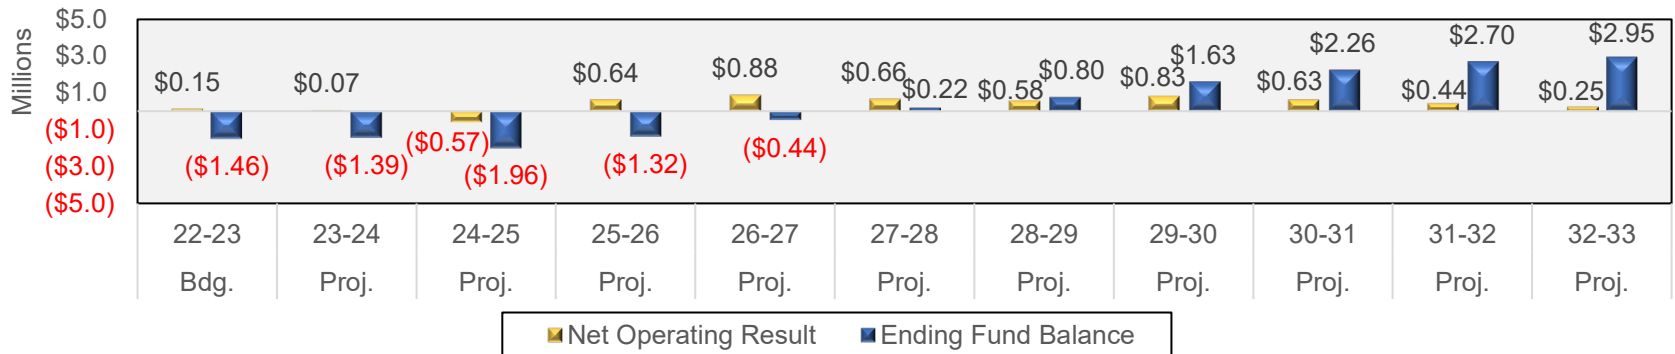 Millions
$5.0
$3.0
$1.0
($1.0)
($3.0)
($5.0)
$0.15 $0.07 ($0.57) $0.64 $0.88 $0.66 $0.58 $0.83 $0.63 $0.44 $0.25
($1.46) ($1.39) ($1.96) ($1.32) ($0.44) $0.22 $0.80 $1.63 $2.26 $2.70 $2.95
22-23 23-24 24-25 25-26 26-27 27-28 28-29 29-30 30-31 31-32 32-33
Bdg. Proj. Proj. Proj. Proj. Proj. Proj. Proj. Proj. Proj. Proj.
Net Operating Result Ending Fund Balance